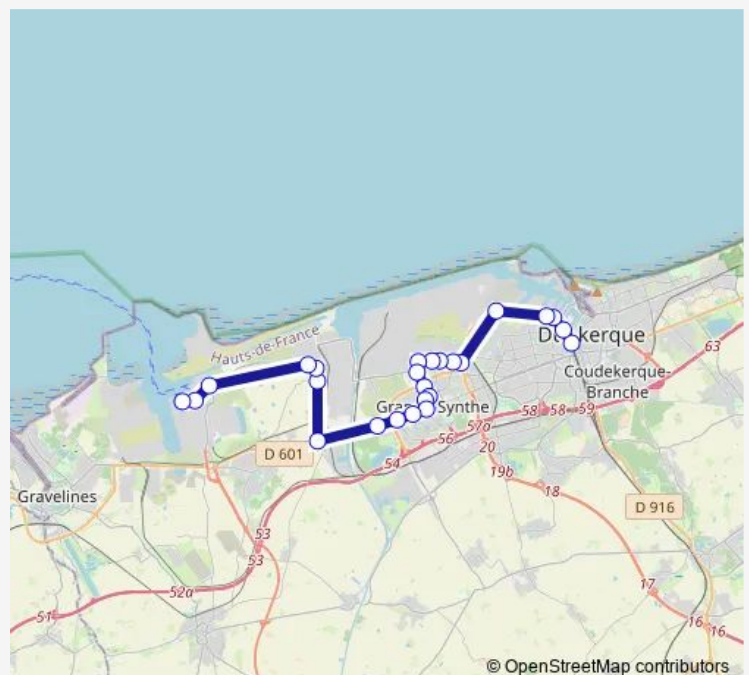 Hauts-de-France
Dunkerque
63
Coudekerque-
Branche
Grande-Synthe
58
58
59
57a
56
54
20
19b
18
D 601
Gravelines
D 916
53
53
52a
51
17
16
16
© OpenStreetMap contributors